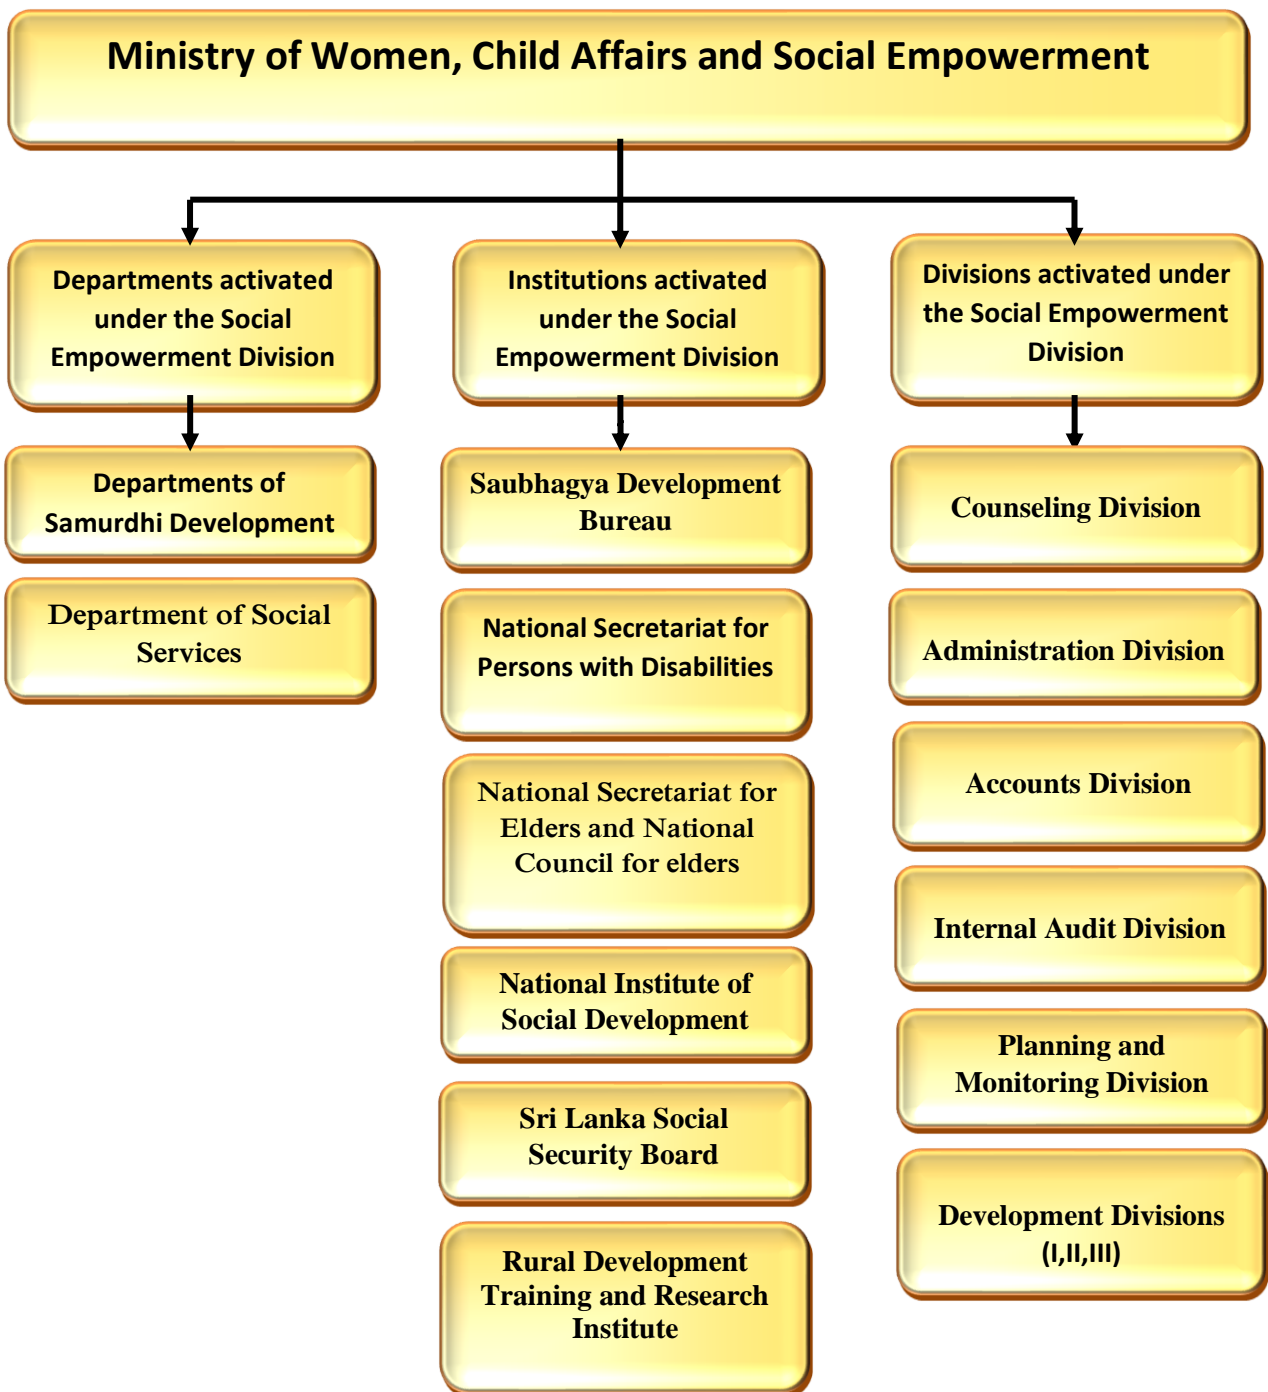 Ministry of Women, Child Affairs and Social Empowerment
Departments activated
under the Social
Empowerment Division
Departments of
Samurdhi Development
Department of Social
Services
Institutions activated
under the Social
Empowerment Division
Saubhagya Development
Bureau
National Secretariat for
Persons with Disabilities
National Secretariat for
Elders and National
Council for elders
National Institute of
Social Development
Sri Lanka Social
Security Board
Rural Development
Training and Research
Institute
Divisions activated under
the Social Empowerment
Division
Counseling Division
Administration Division
Accounts Division
Internal Audit Division
Planning and
Monitoring Division
Development Divisions
(I,II,III)